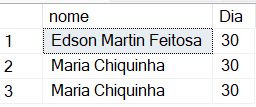 nome Dia
1 Edson Martin Feitosa 30
2 Maria Chiquinha 30
3 Maria Chiquinha 30